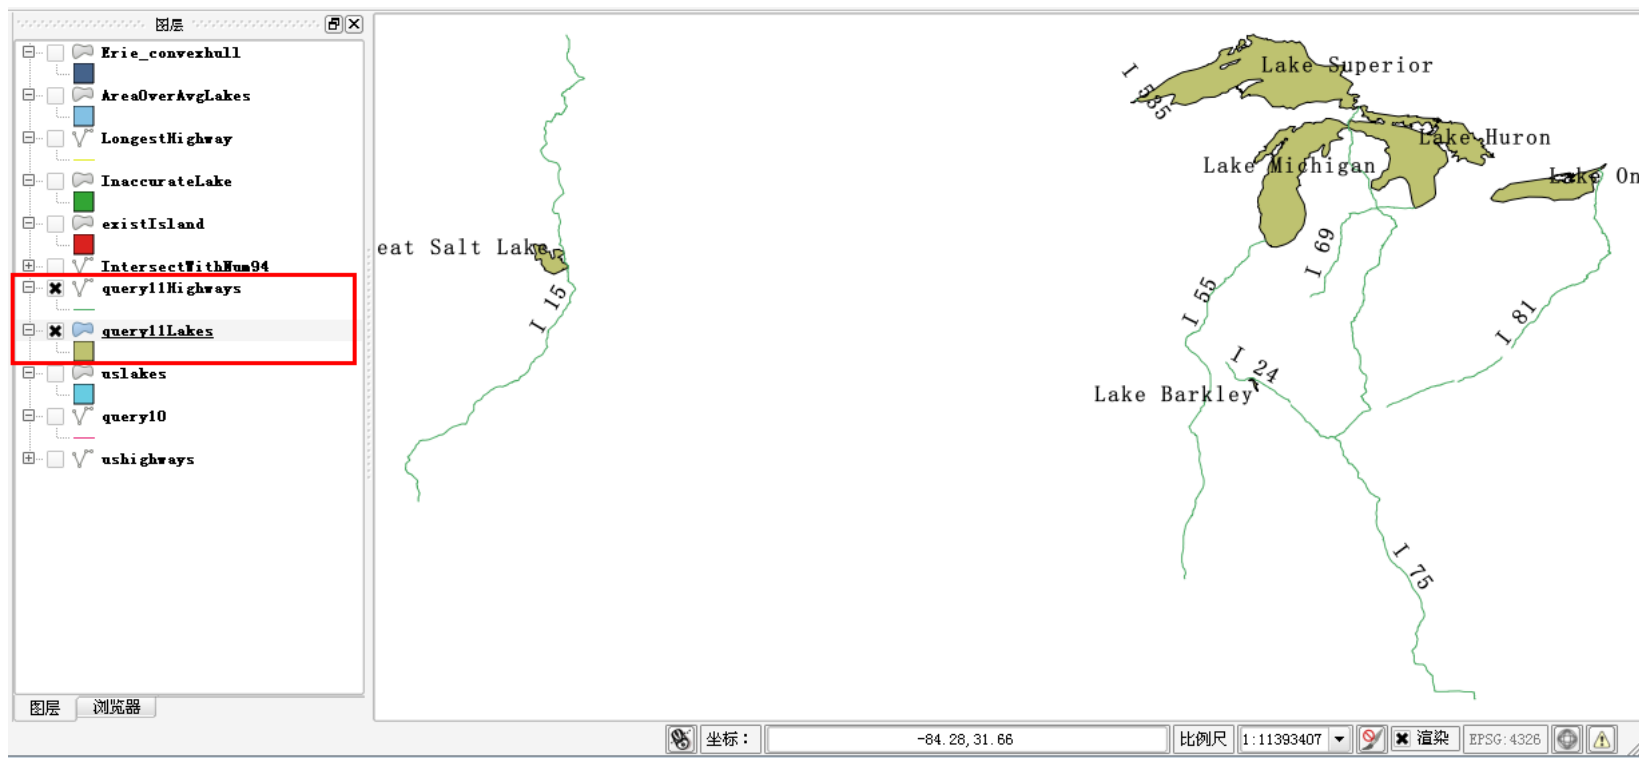 图层
Erie_convexhull
AreaOverAvgLakes
LongestHighway
InaccurateLake
existIsland
IntersectWithNum94
query11Highways
query11Lakes
uslakes
query10
ushighways
图层 浏览器
Lake Superior
I 535
Lake Huron
Lake Michigan
Lake On
eat Salt Lake
I 69
I 15
I 55
I 81
I 24
Lake Barkley
I 75
坐标： -84.28,31.66 比例尺 1:11393407 渲染 EPSG:4326